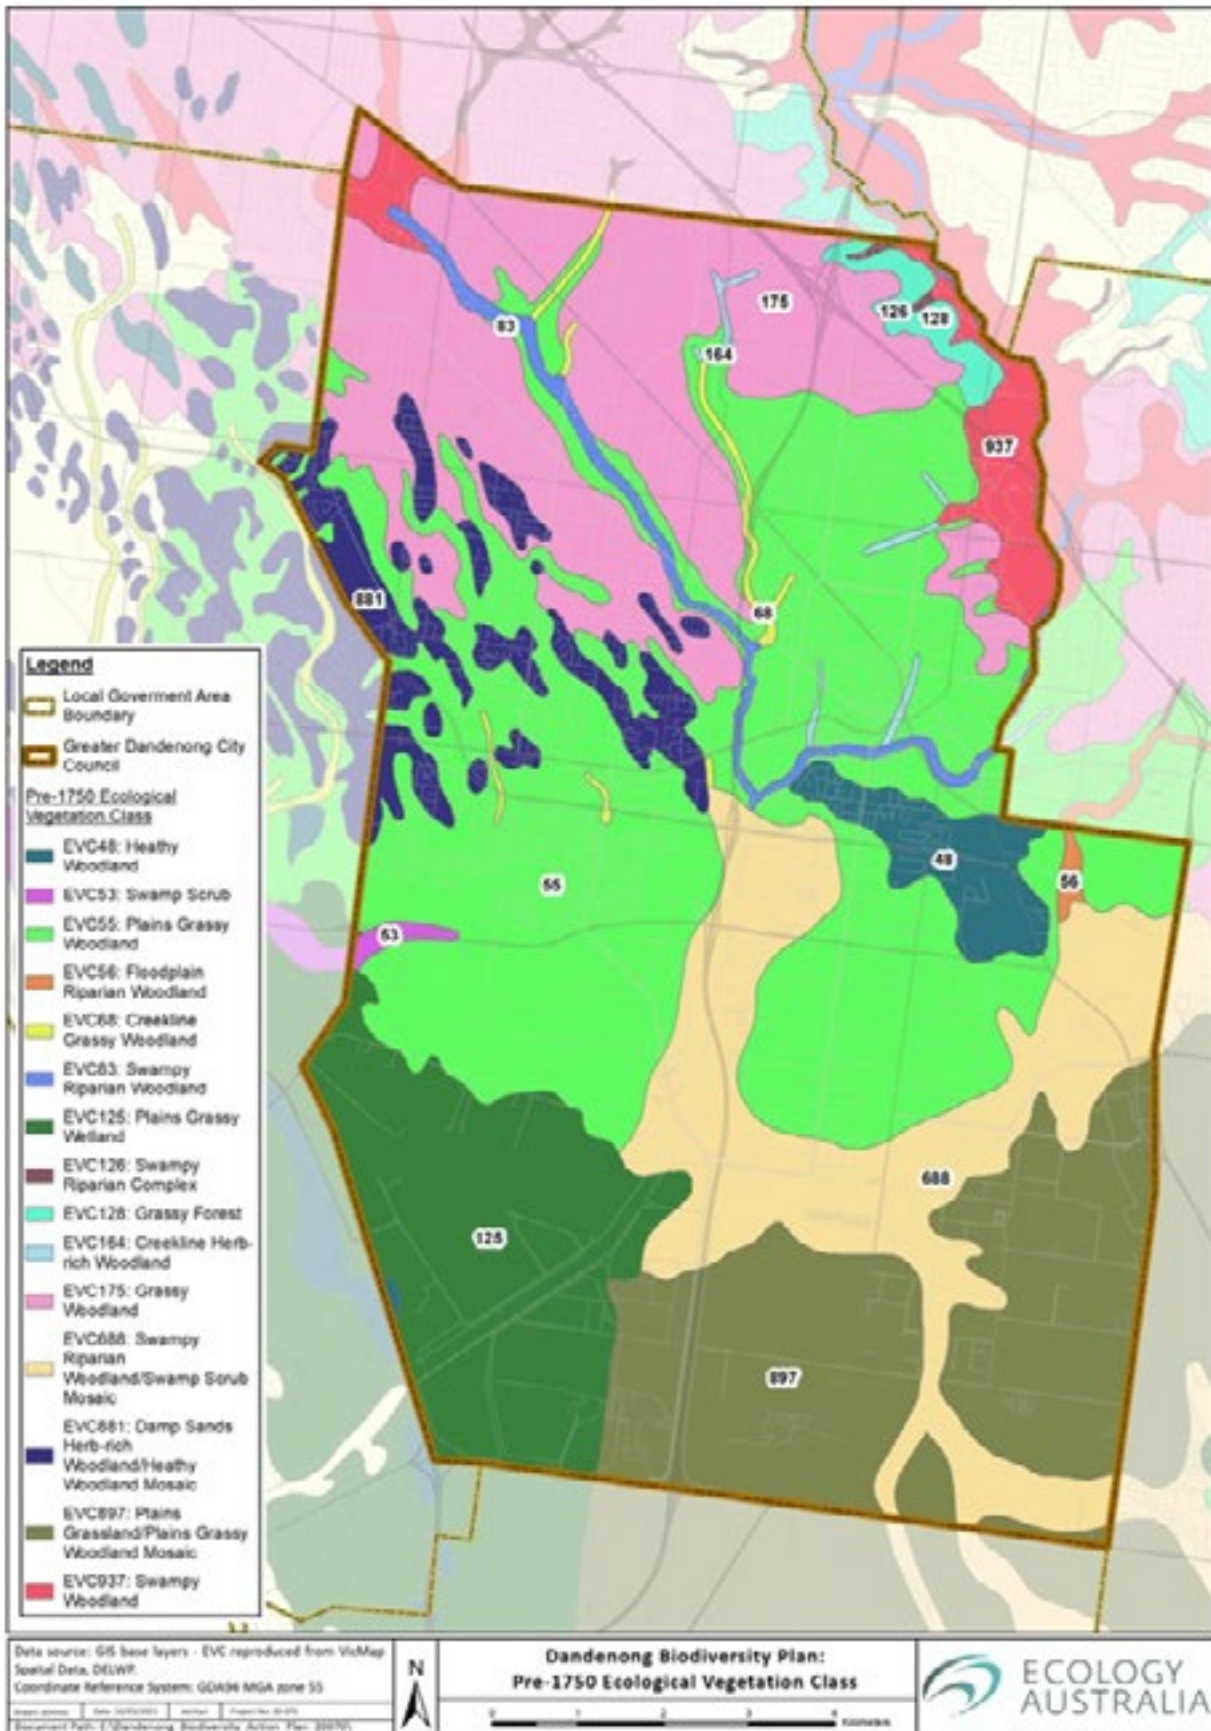 83
175
126
128
164
937
881
68
48
55
56
53
688
125
897
Legend
Local Goverment Area
Boundary
Greater Dandenong City
Council
Pre-1750 Ecological
Vegetation Class
EVC48: Heathy
Woodland
EVC53: Swamp Scrub
EVC55: Plains Grassy
Woodland
EVC56: Floodplain
Riparian Woodland
EVC68: Creekline
Grassy Woodland
EVC83: Swampy
Riparian Woodland
EVC125: Plains Grassy
Wetland
EVC126: Swampy
Riparian Complex
EVC128: Grassy Forest
EVC164: Creekline Herb-
rich Woodland
EVC175: Grassy
Woodland
EVC688: Swampy
Riparian
Woodland/Swamp Scrub
Mosaic
EVC881: Damp Sands
Herb-rich
Woodland/Heathy
Woodland Mosaic
EVC897: Plains
Grassland/Plains Grassy
Woodland Mosaic
EVC937: Swampy
Woodland
Data source: GIS base layers - EVC reproduced from VicMap
Spatial Data, DELWP.
Coordinate Reference System: GDA94 MGA zone 55
N
Dandenong Biodiversity Plan:
Pre-1750 Ecological Vegetation Class
0 1 2 3 4
Kilometers
ECOLOGY
AUSTRALIA